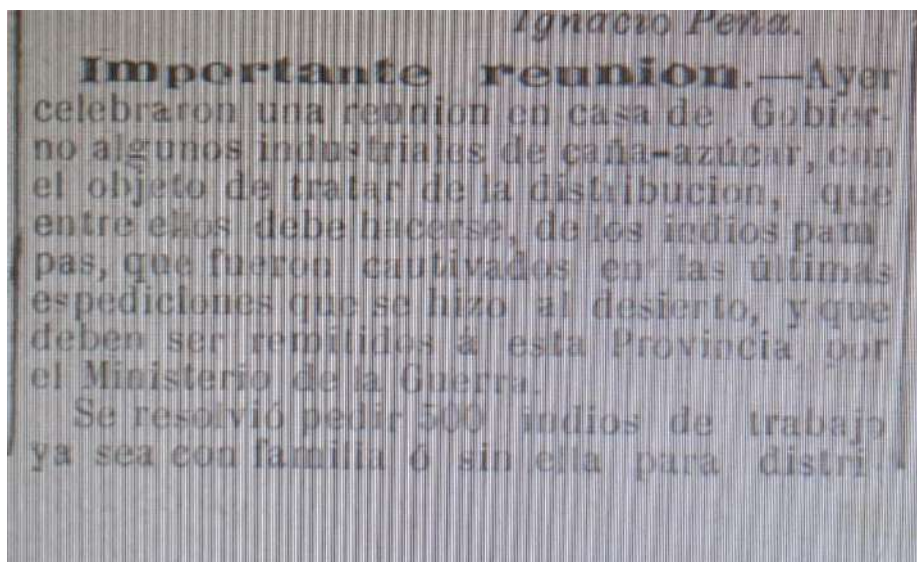 Ignacio Peña.
Importante reunion.—Ayer
celebraron una reunion en casa de Gobier-
no algunos industriales de caña-azúcar, con
el objeto de tratar de la distribucion, que
entre ellos debe hacerse, de los indios pam
pas, que fueron cautivados en las últimas
espediciones que se hizo al desierto, y que
deben ser remitidos á esta Provincia por
el Ministerio de la Guerra.
Se resolvió pedir 500 indios de trabajo
ya sea con familia ó sin ella para distri